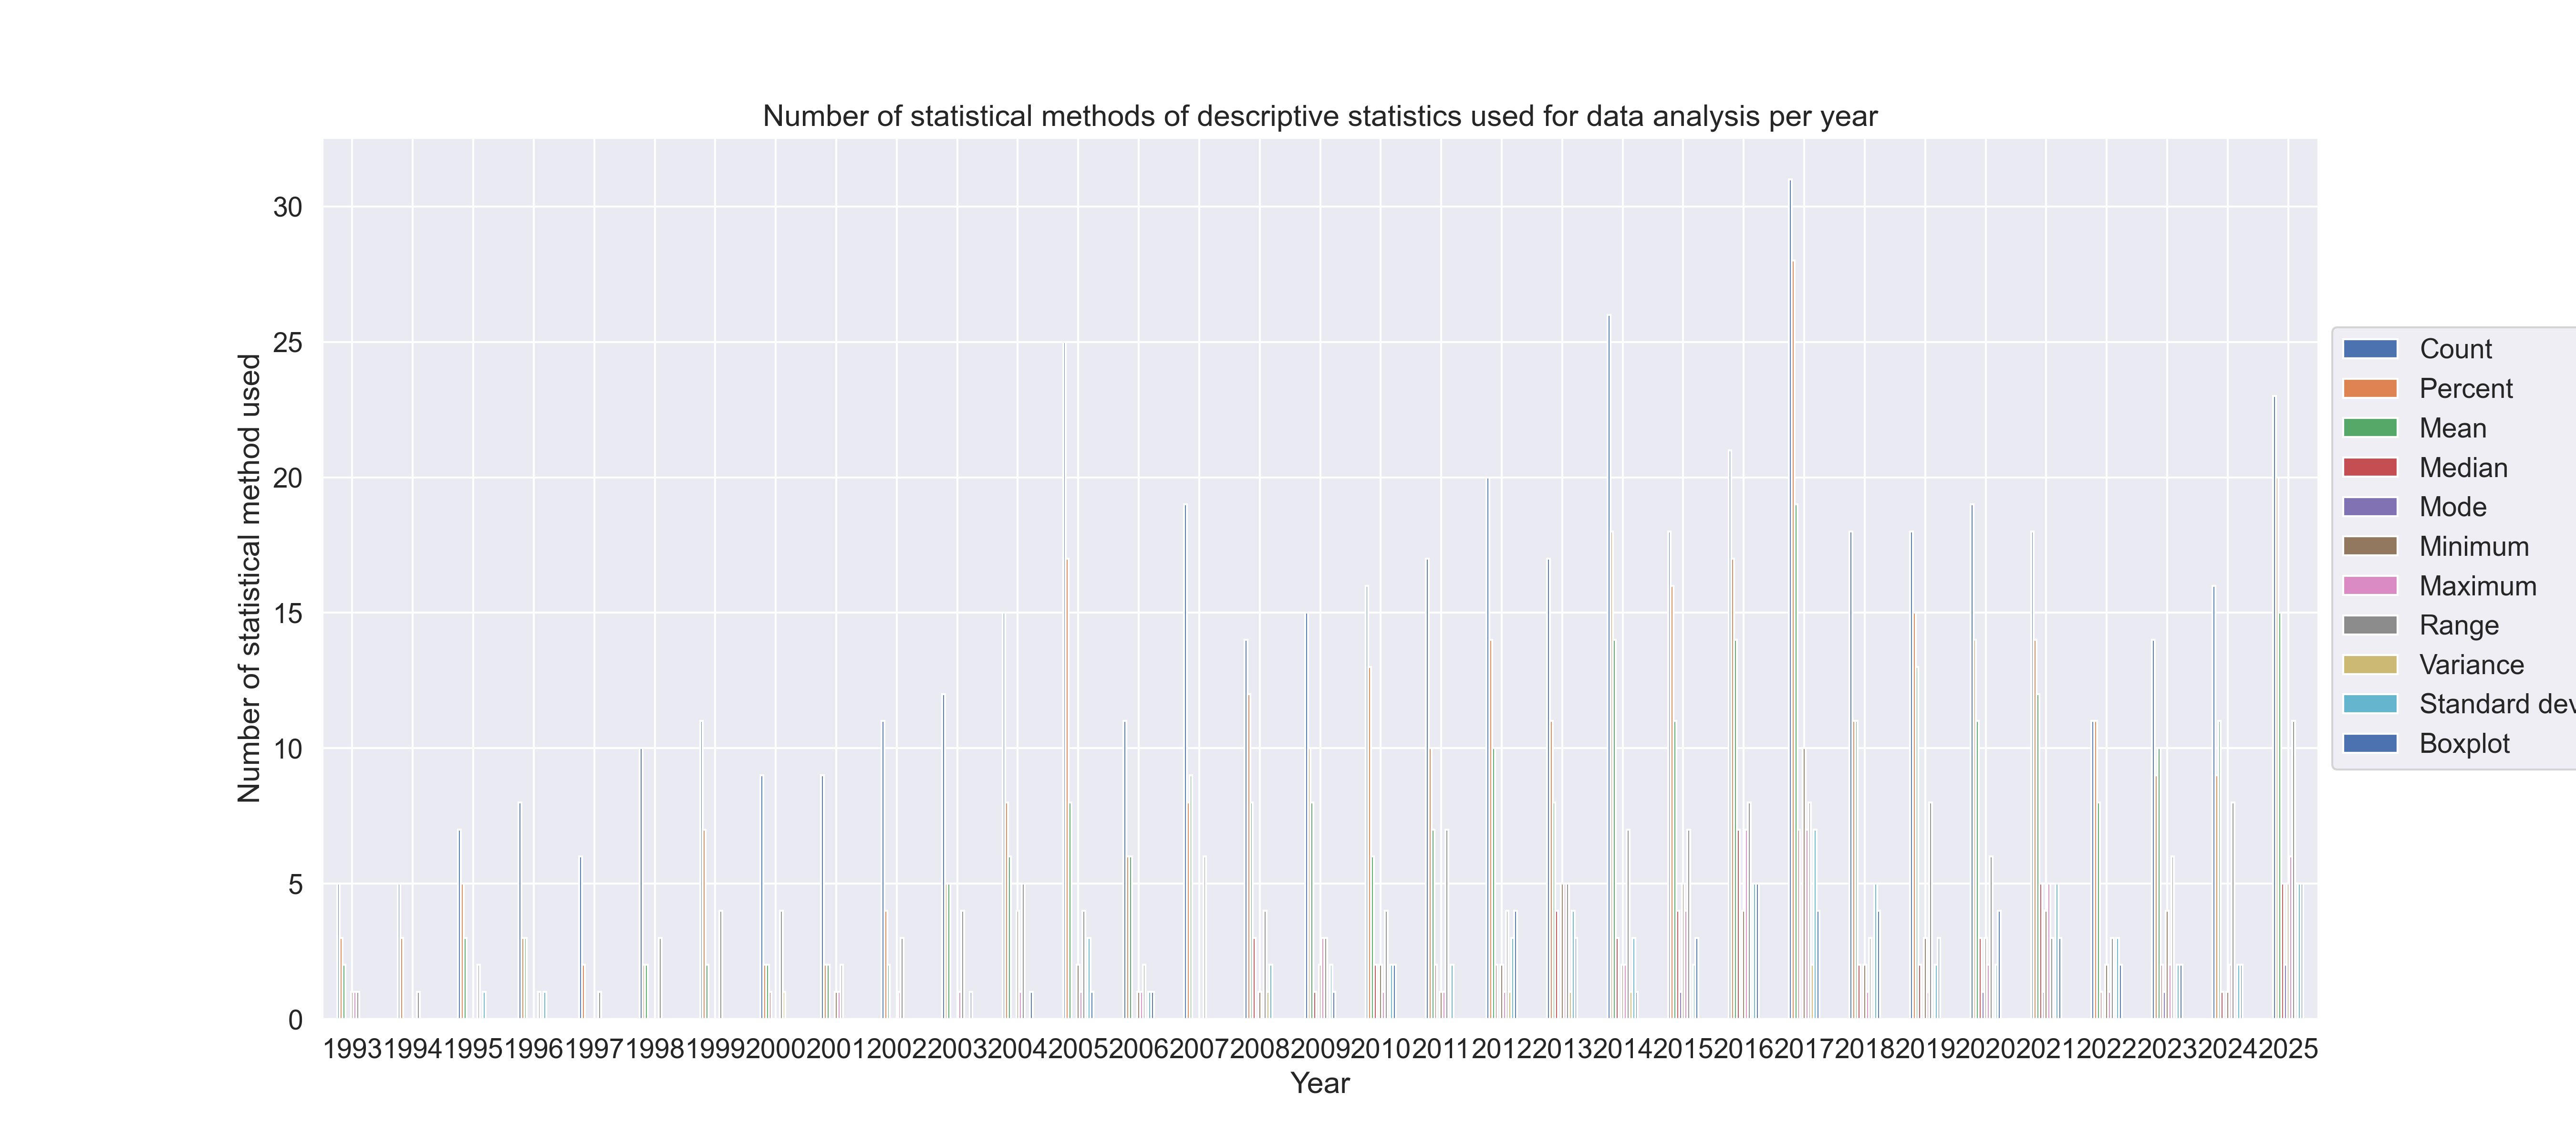 Number of statistical methods of descriptive statistics used for data analysis per year
Number of statistical method used
30
25
20
15
10
5
0
1993 1994 1995 1996 1997 1998 1999 2000 2001 2002 2003 2004 2005 2006 2007 2008 2009 2010 2011 2012 2013 2014 2015 2016 2017 2018 2019 2020 2021 2022 2023 2024 2025
Year
Count
Percent
Mean
Median
Mode
Minimum
Maximum
Range
Variance
Standard dev
Boxplot